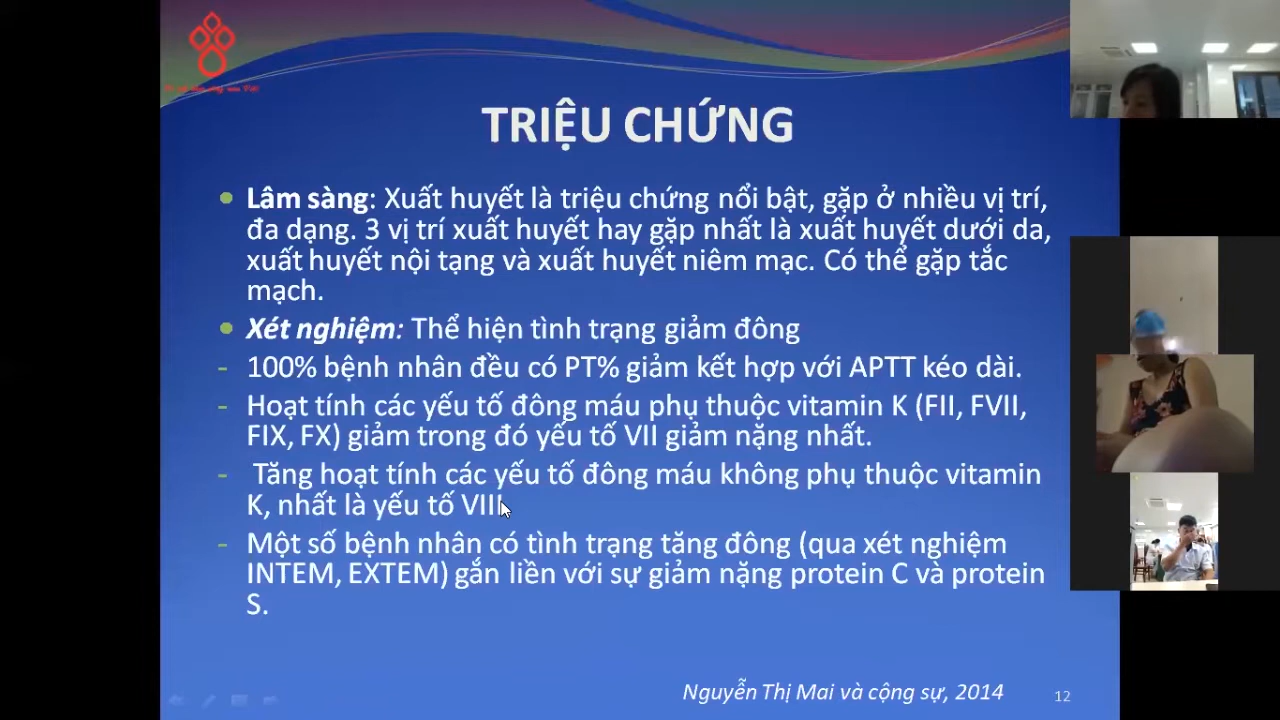 TRIỆU CHỨNG
• Lâm sàng: Xuất huyết là triệu chứng nổi bật, gặp ở nhiều vị trí,
đa dạng. 3 vị trí xuất huyết hay gặp nhất là xuất huyết dưới da,
xuất huyết nội tạng và xuất huyết niêm mạc. Có thể gặp tắc
mạch.
• Xét nghiệm: Thể hiện tình trạng giảm đông
- 100% bệnh nhân đều có PT% giảm kết hợp với APTT kéo dài.
- Hoạt tính các yếu tố đông máu phụ thuộc vitamin K (FII, FVII,
FIX, FX) giảm trong đó yếu tố VII giảm nặng nhất.
- Tăng hoạt tính các yếu tố đông máu không phụ thuộc vitamin
K, nhất là yếu tố VIII
- Một số bệnh nhân có tình trạng tăng đông (qua xét nghiệm
INTEM, EXTEM) gắn liền với sự giảm nặng protein C và protein
S.
Nguyễn Thị Mai và cộng sự, 2014
12